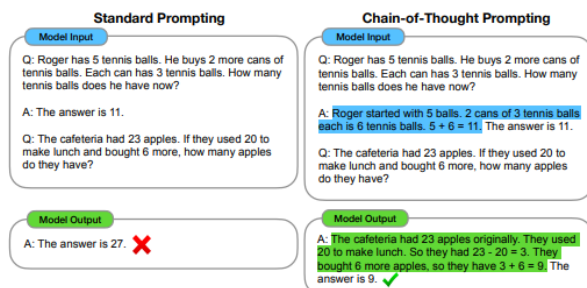 Standard Prompting
Model Input
Q: Roger has 5 tennis balls. He buys 2 more cans of
tennis balls. Each can has 3 tennis balls. How many
tennis balls does he have now?
A: The answer is 11.
Q: The cafeteria had 23 apples. If they used 20 to
make lunch and bought 6 more, how many apples
do they have?
Model Output
A: The answer is 27.
Chain-of-Thought Prompting
Model Input
Q: Roger has 5 tennis balls. He buys 2 more cans of
tennis balls. Each can has 3 tennis balls. How many
tennis balls does he have now?
A: Roger started with 5 balls. 2 cans of 3 tennis balls
each is 6 tennis balls. 5 + 6 = 11. The answer is 11.
Q: The cafeteria had 23 apples. If they used 20 to
make lunch and bought 6 more, how many apples
do they have?
Model Output
A: The cafeteria had 23 apples originally. They used
20 to make lunch. So they had 23 - 20 = 3. They
bought 6 more apples, so they have 3 + 6 = 9. The
answer is 9.